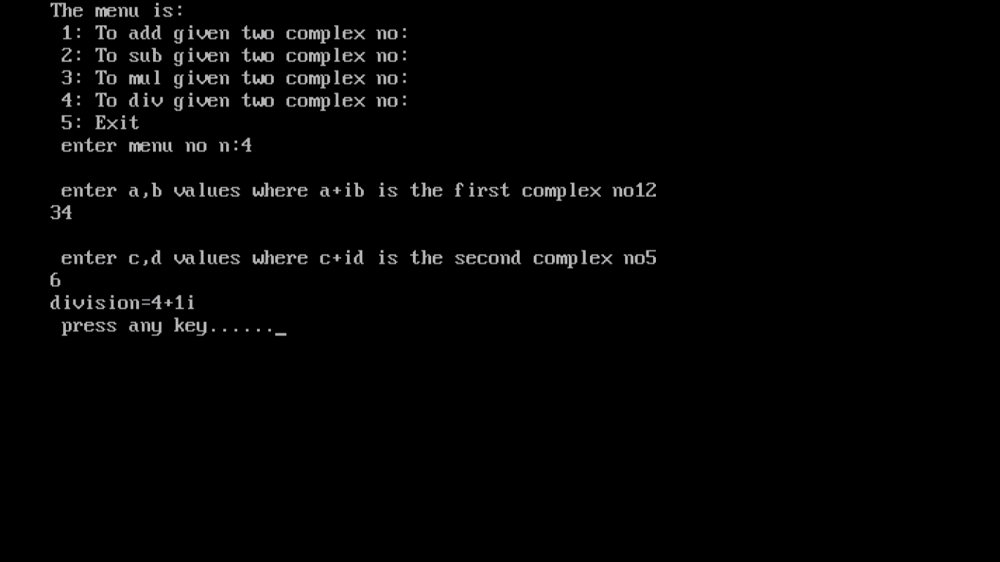 The menu is:
1: To add given two complex no:
2: To sub given two complex no:
3: To mul given two complex no:
4: To div given two complex no:
5: Exit
enter menu no n:4
enter a,b values where a+ib is the first complex no12
34
enter c,d values where c+id is the second complex no5
6
division=4+1i
press any key......_